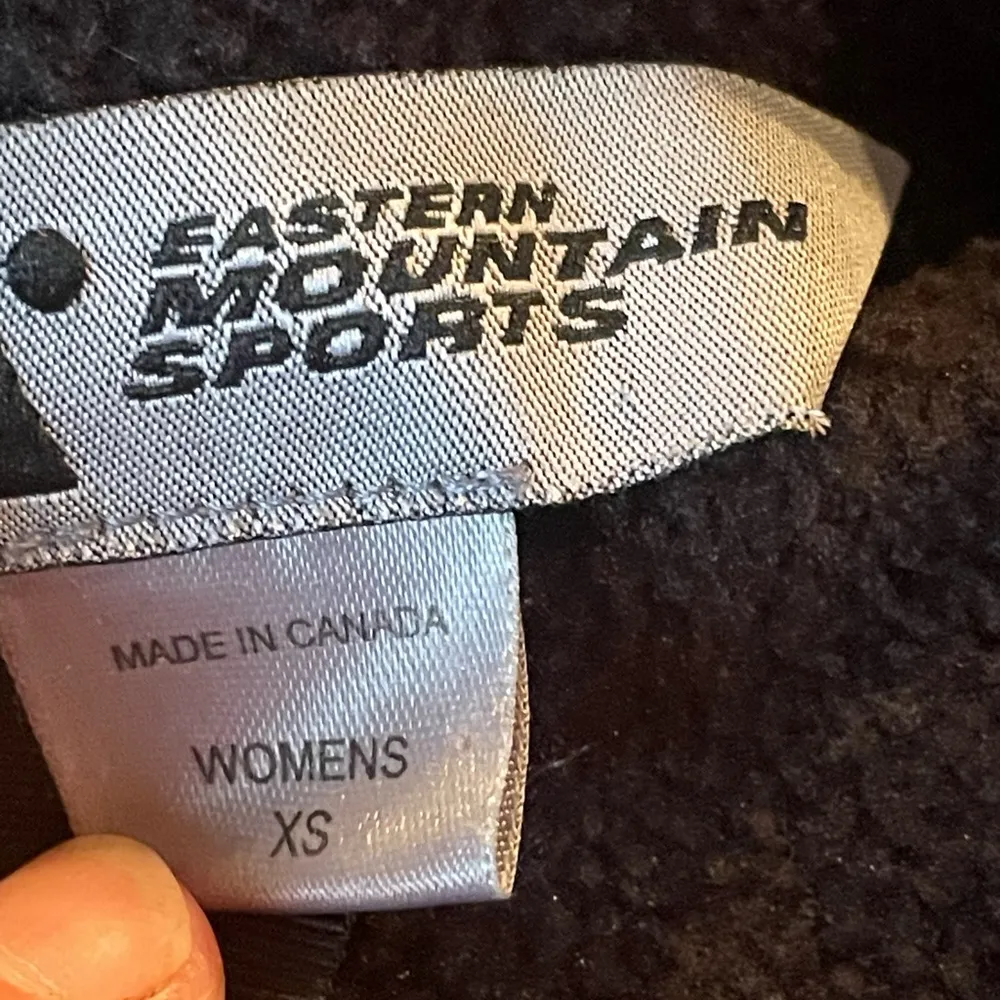 EASTERN
MOUNTAIN
SPORTS
MADE IN CANADA
WOMENS
XS